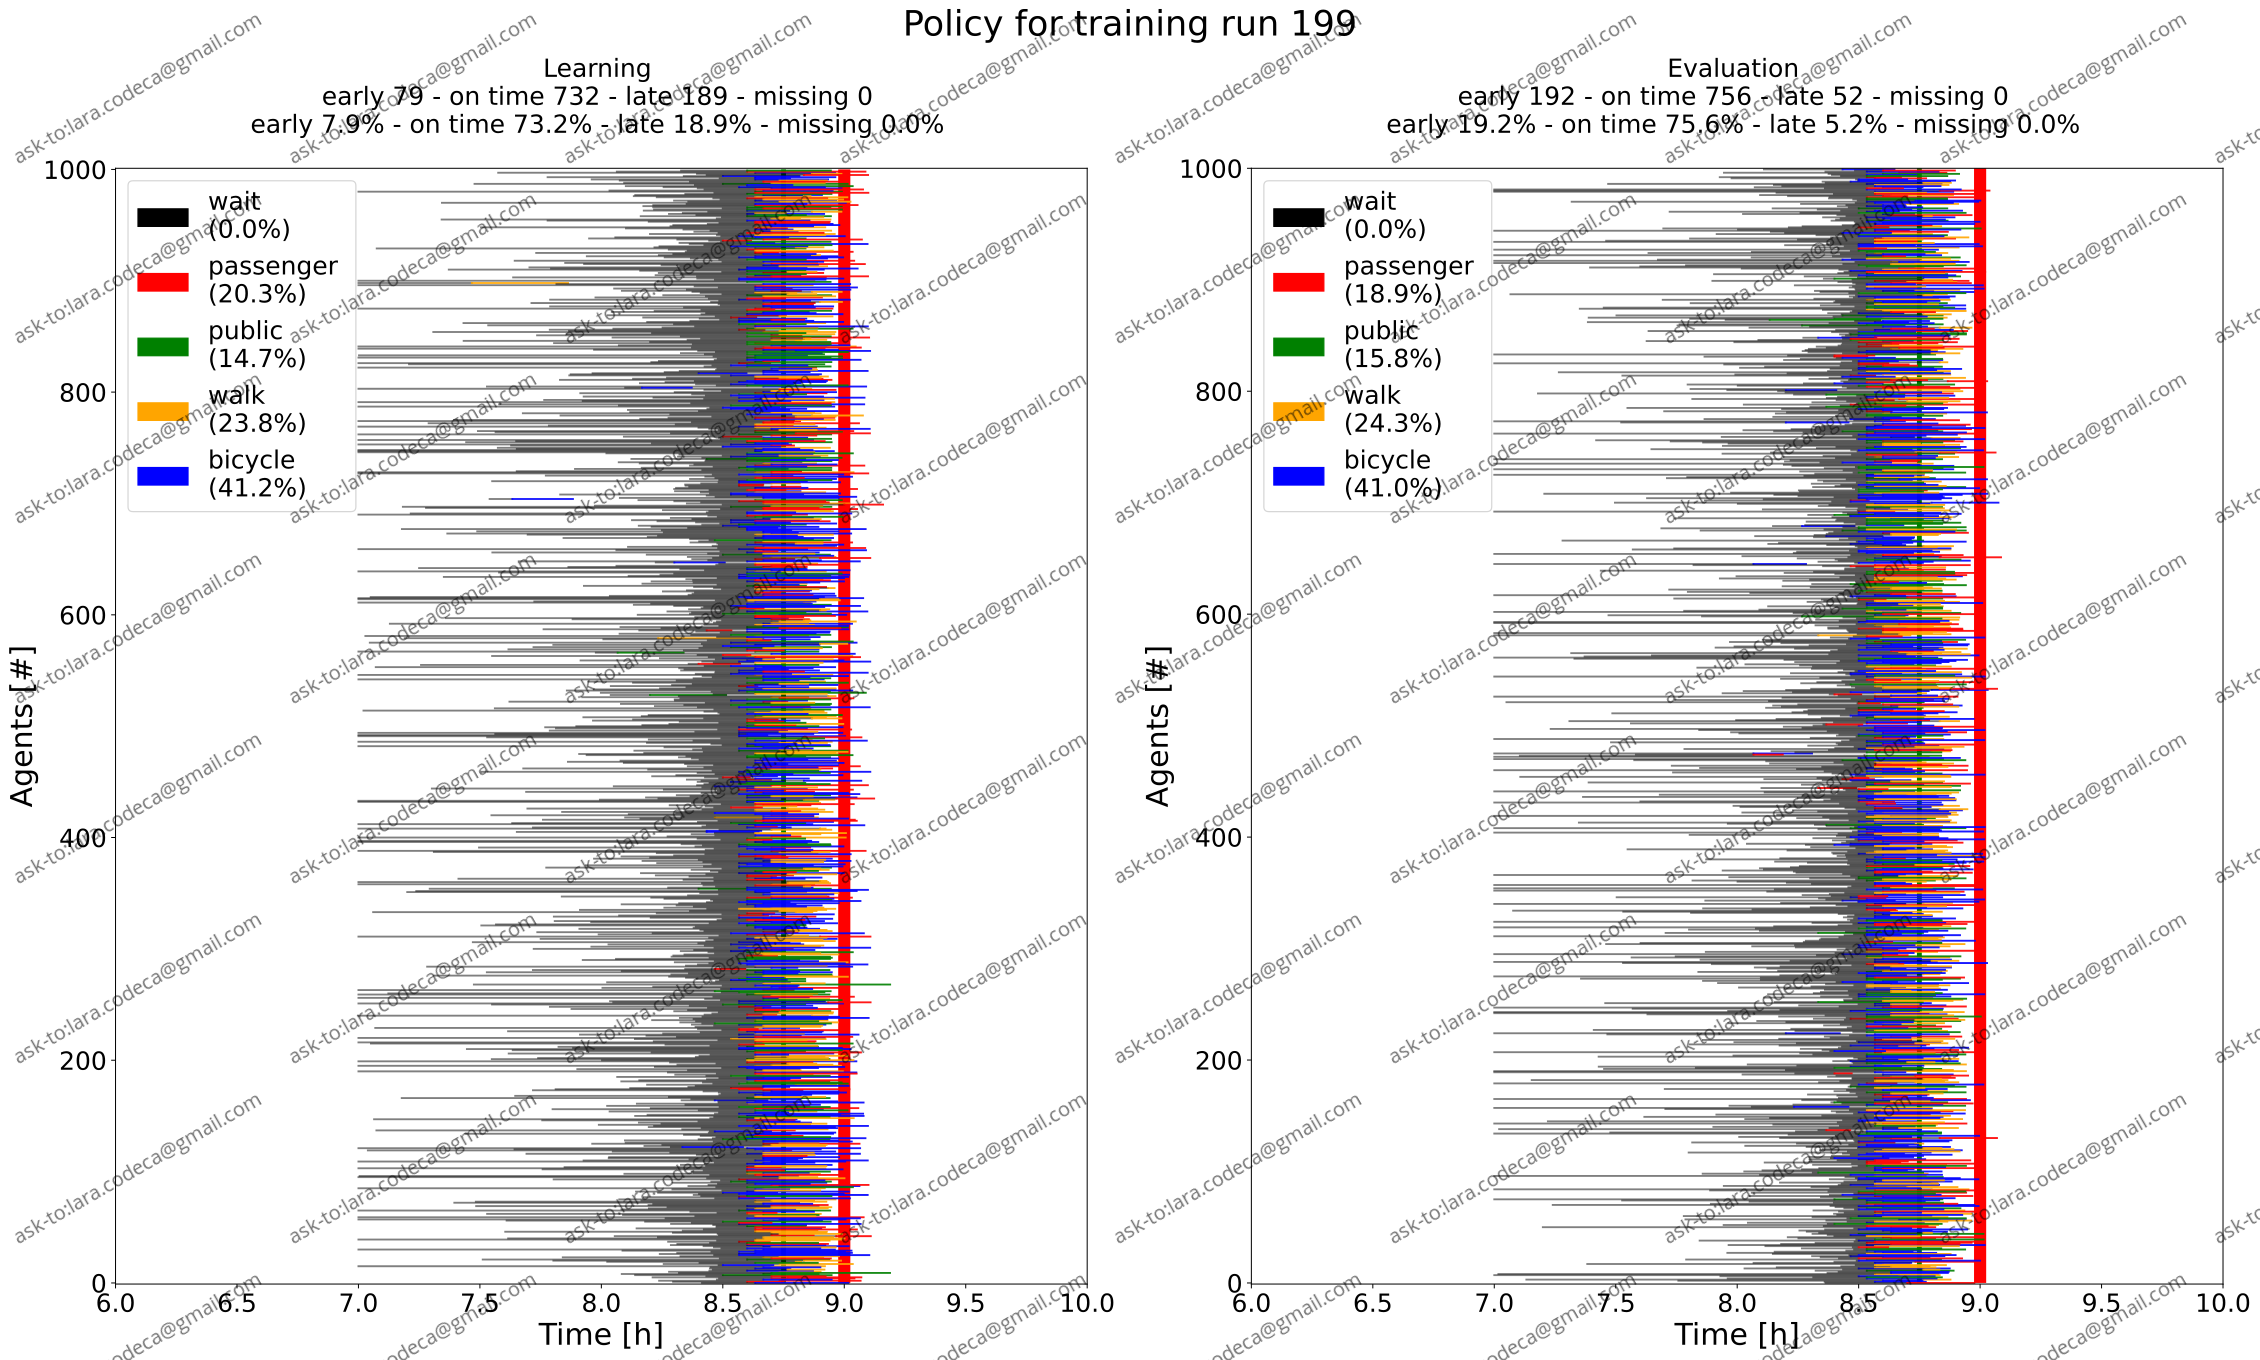 Policy for training run 199
Learning
early 79 - on time 732 - late 189 - missing 0
early 7.9% - on time 73.2% - late 18.9% - missing 0.0%
1000
800
600
400
200
0
Agents [#]
wait
(0.0%)
passenger
(20.3%)
public
(14.7%)
walk
(23.8%)
bicycle
(41.2%)
6.0 6.5 7.0 7.5 8.0 8.5 9.0 9.5 10.0
Time [h]
Evaluation
early 192 - on time 756 - late 52 - missing 0
early 19.2% - on time 75.6% - late 5.2% - missing 0.0%
1000
800
600
400
200
0
Agents [#]
wait
(0.0%)
passenger
(18.9%)
public
(15.8%)
walk
(24.3%)
bicycle
(41.0%)
6.0 6.5 7.0 7.5 8.0 8.5 9.0 9.5 10.0
Time [h]
ask-to:lara.codeca@gmail.com